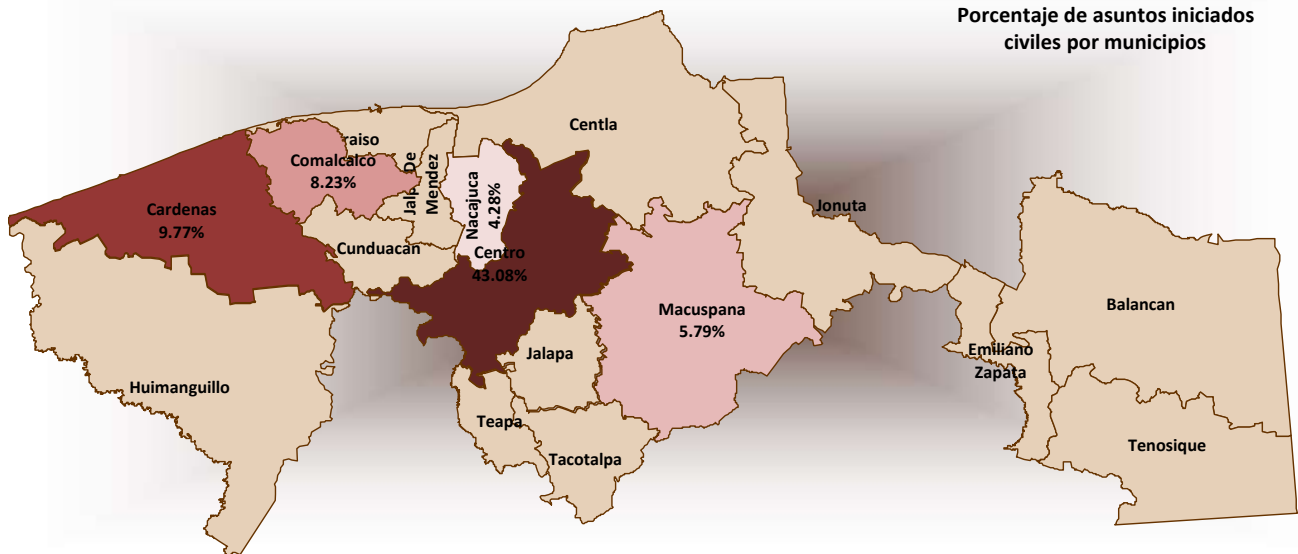 Porcentaje de asuntos iniciados
civiles por municipios
Centla
raiso
Comalcalco
8.23%
Jalp De
Mendez
Nacajuca
4.28%
Cardenas
9.77%
Jonuta
Cunduacan
Centro
43.08%
Macuspana
5.79%
Balancan
Jalapa
Emiliano
Zapata
Huimanguillo
Teapa
Tacotalpa
Tenosique